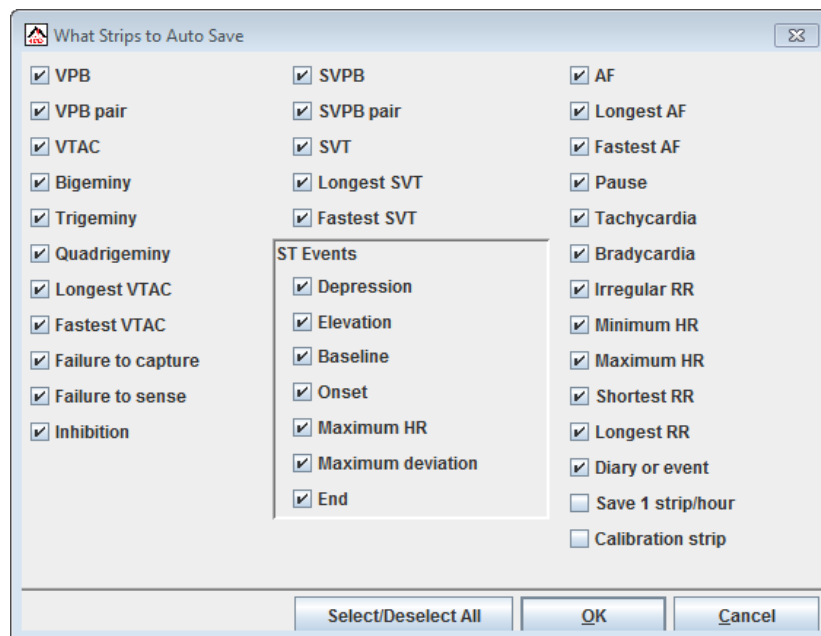 What Strips to Auto Save
VPB
VPB pair
VTAC
Bigeminy
Trigeminy
Quadrigeminy
Longest VTAC
Fastest VTAC
Failure to capture
Failure to sense
Inhibition
SVPB
SVPB pair
SVT
Longest SVT
Fastest SVT
ST Events
Depression
Elevation
Baseline
Onset
Maximum HR
Maximum deviation
End
AF
Longest AF
Fastest AF
Pause
Tachycardia
Bradycardia
Irregular RR
Minimum HR
Maximum HR
Shortest RR
Longest RR
Diary or event
Save 1 strip/hour
Calibration strip
Select/Deselect All
OK
Cancel